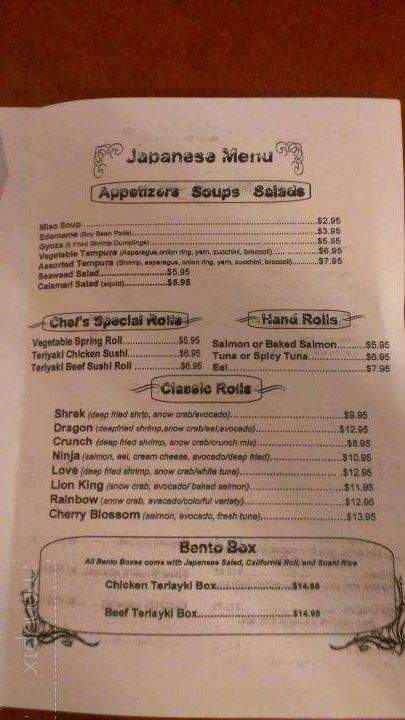 Japanese Menu
Appetizers Soups Salads
Miso Soup.....$2.95
Edamame (Soy Bean Pods).....$3.95
Gyoza (6 Fried Shrimp Dumplings).....$5.95
Vegetable Tempura (Asparagus,onion ring, yam, zucchini, broccoli).....$6.95
Assorted Tempura (Shrimp, asparagus, onion ring, yam, zucchini, broccoli).....$7.95
Seaweed Salad.....$5.95
Calamari Salad (squid).....$5.95
Chef's Special Rolls
Vegetable Spring Roll.....$5.95
Teriyaki Chicken Sushi.....$6.95
Teriyaki Beef Sushi Roll.....$6.95
Hand Rolls
Salmon or Baked Salmon.....$5.95
Tuna or Spicy Tuna.....$6.95
Eel.....$7.95
Classic Rolls
Shrek (deep fried shrip, snow crab/avocado).....$9.95
Dragon (deepfried shrimp,snow crab/eel,avocado).....$12.95
Crunch (deep fried shrimp, snow crab/crunch mix).....$8.95
Ninja (salmon, eel, cream cheese, avocado/deep fried).....$10.95
Love (deep fried shrimp, snow crab/white tuna).....12.95
Lion King (snow crab, avocado/ baked salmon).....$11.95
Rainbow (snow crab, avacado/colorful variety).....$12.95
Cherry Blossom (salmon, avocado, fresh tuna).....$13.95
Bento Box
All Bento Boxes come with Japanese Salad, California Roll, and Sushi Rice
Chicken Teriayki Box.....$14.95
Beef Teriayki Box.....$14.95